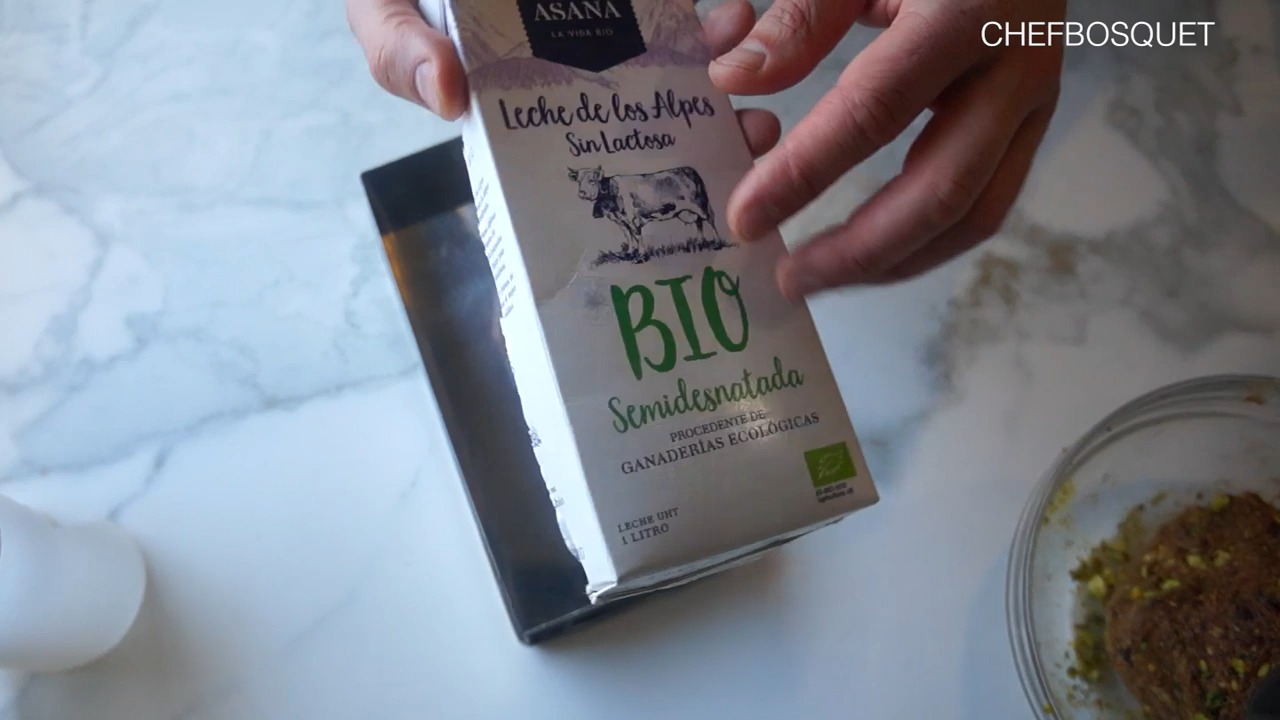 CHEFBOSQUET
ASANA
LA VIDA BIO
Leche de los Alpes
Sin Lactosa
BIO
Semidesnatada
PROCEDENTE DE
GANADERÍAS ECOLÓGICAS
LECHE UHT
1 LITRO